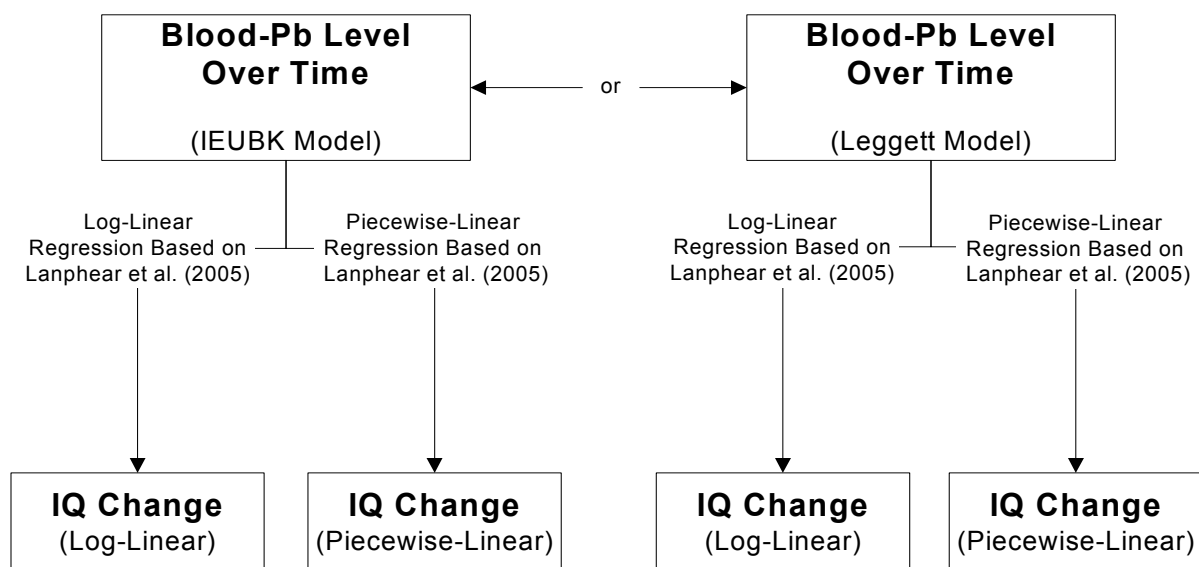 Blood-Pb Level
Over Time
(IEUBK Model)
or
Blood-Pb Level
Over Time
(Leggett Model)
Log-Linear
Regression Based on
Lanphear et al. (2005)
Piecewise-Linear
Regression Based on
Lanphear et al. (2005)
Log-Linear
Regression Based on
Lanphear et al. (2005)
Piecewise-Linear
Regression Based on
Lanphear et al. (2005)
IQ Change
(Log-Linear)
IQ Change
(Piecewise-Linear)
IQ Change
(Log-Linear)
IQ Change
(Piecewise-Linear)